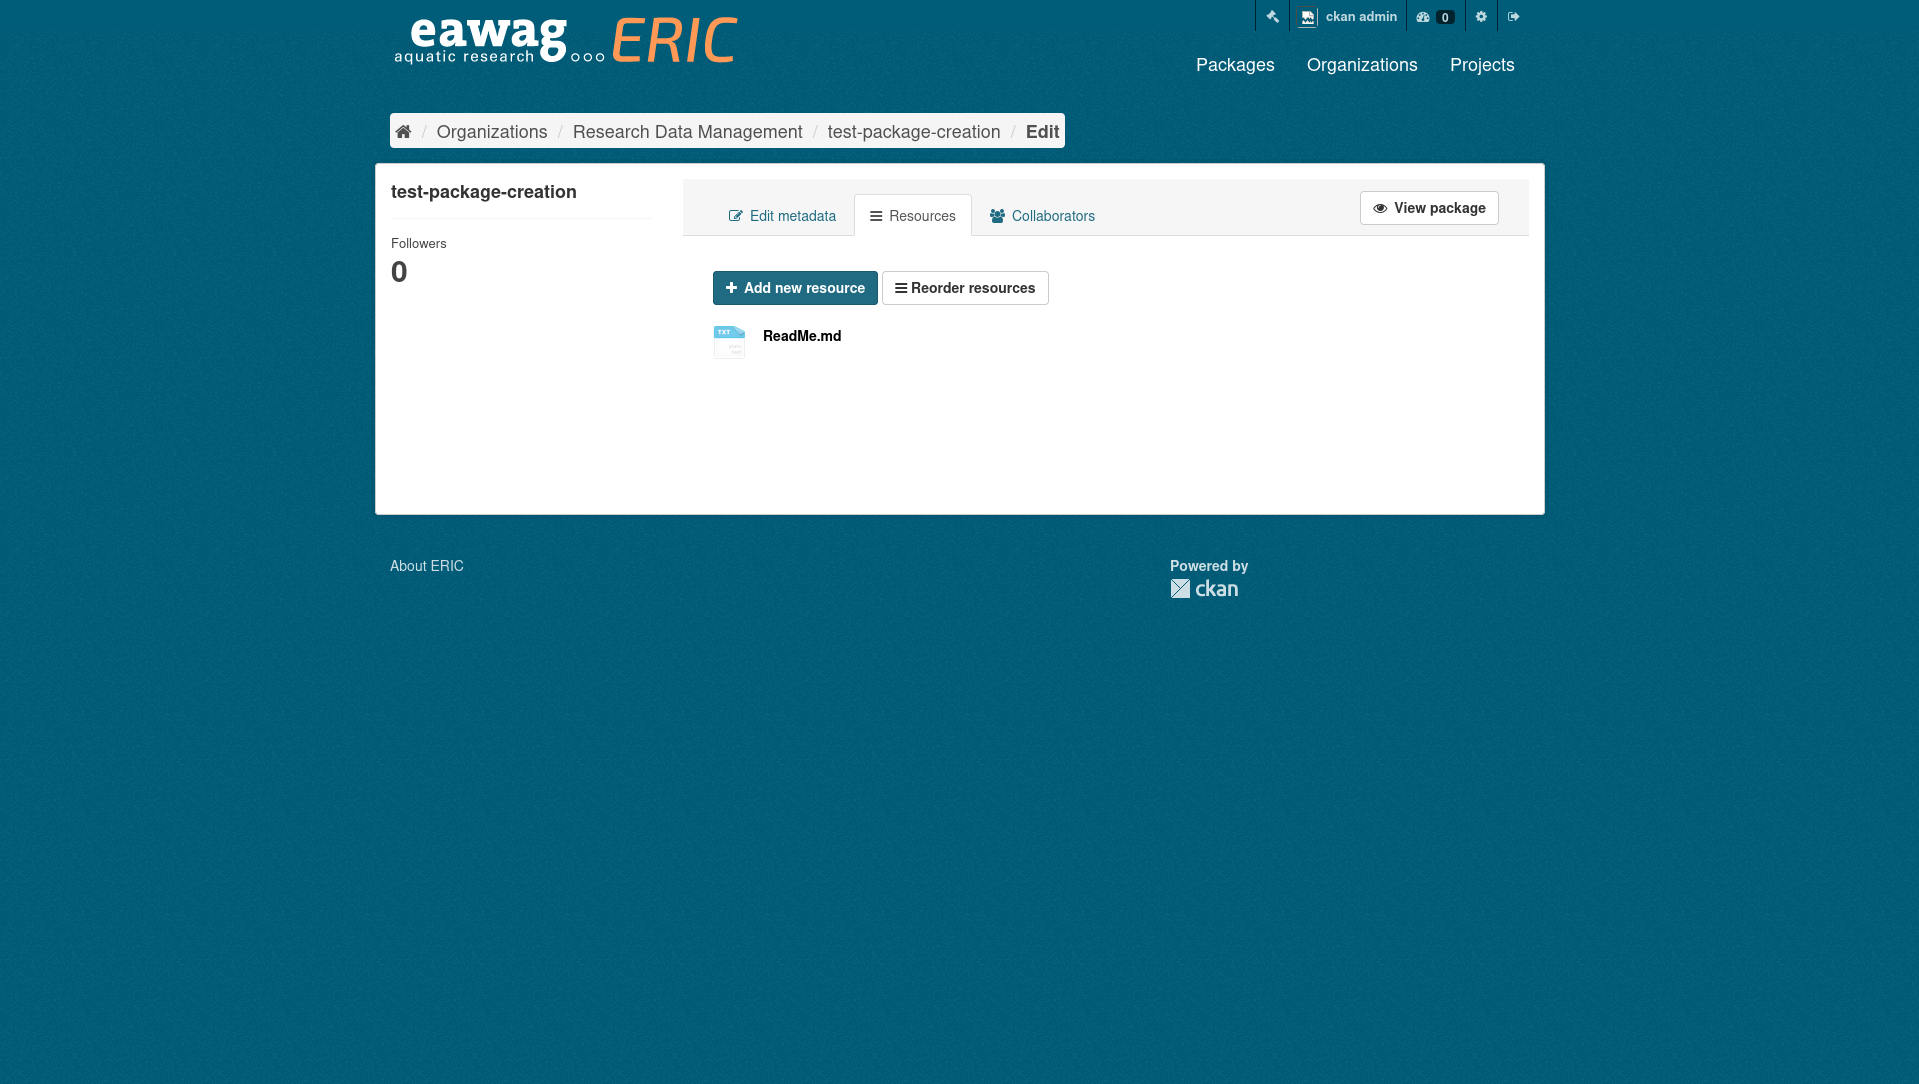 eawag
aquatic research
ERIC
ckan admin
0
Packages
Organizations
Projects
/ Organizations / Research Data Management / test-package-creation / Edit
test-package-creation
Followers
0
Edit metadata
Resources
Collaborators
View package
Add new resource
Reorder resources
TXT
ReadMe.md
About ERIC
Powered by
ckan